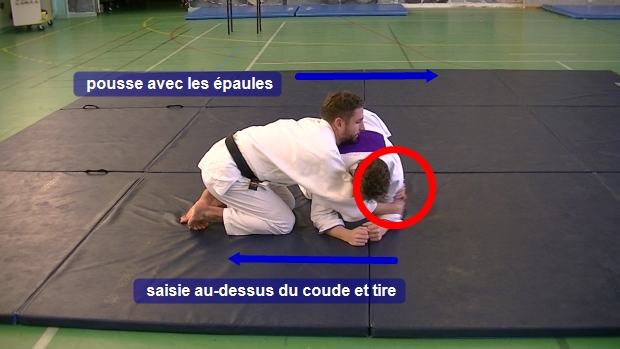 pousse avec les épaules
saisie au-dessus du coude et tire